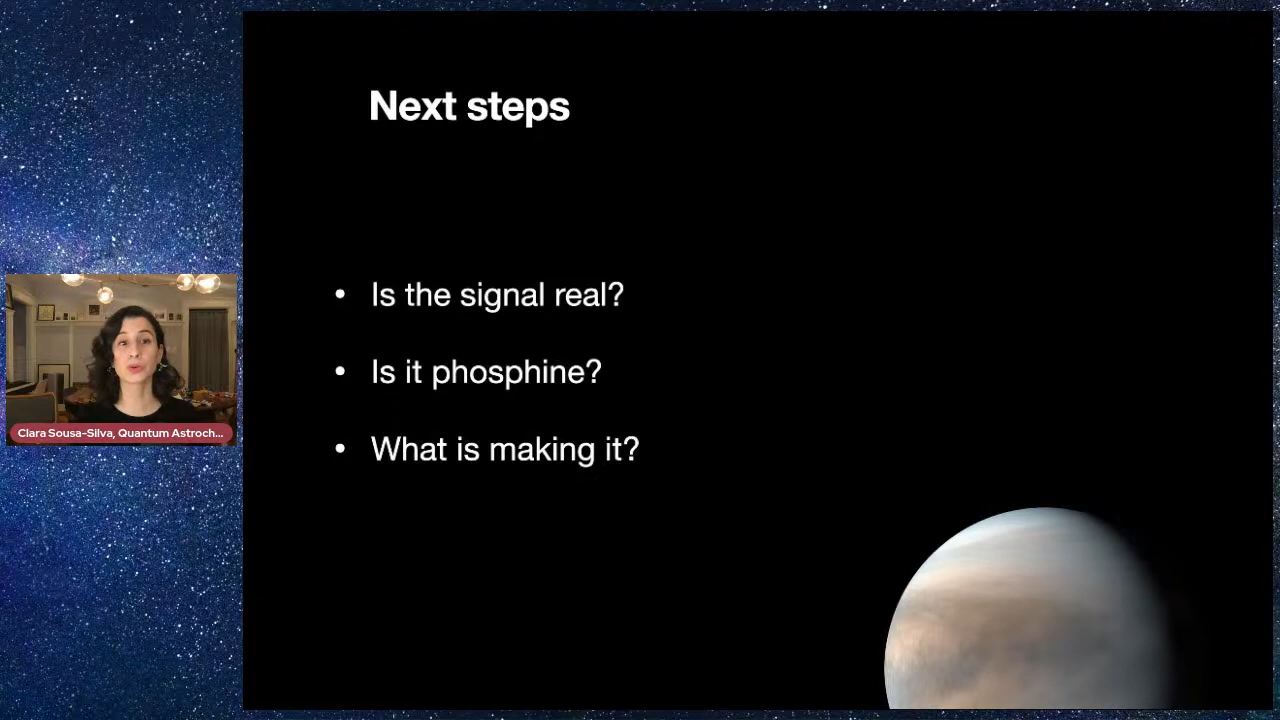 Next steps
• Is the signal real?
• Is it phosphine?
• What is making it?
Clara Sousa-Silva, Quantum Astroch...